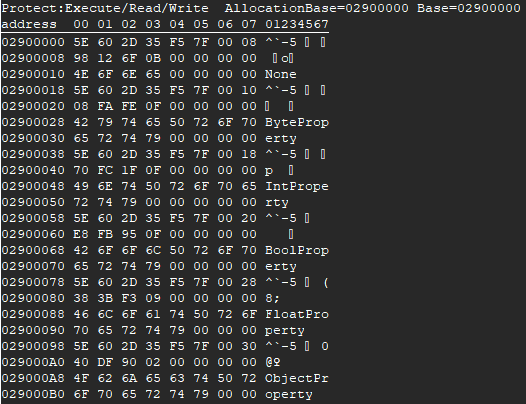 Protect:Execute/Read/Write  AllocationBase=02900000 Base=02900000
address  00 01 02 03 04 05 06 07 01234567
02900000 5E 60 2D 35 F5 7F 00 08 ^`-5▯ ▯
02900008 98 12 6F 0B 00 00 00 00 ▯o▯
02900010 4E 6F 6E 65 00 00 00 00 None
02900018 5E 60 2D 35 F5 7F 00 10 ^`-5▯ ▯
02900020 08 FA FE 0F 00 00 00 00 ▯  ▯
02900028 42 79 74 65 50 72 6F 70 ByteProp
02900030 65 72 74 79 00 00 00 00 erty
02900038 5E 60 2D 35 F5 7F 00 18 ^`-5▯ ▯
02900040 70 FC 1F 0F 00 00 00 00 p  ▯
02900048 49 6E 74 50 72 6F 70 65 IntPrope
02900050 72 74 79 00 00 00 00 00 rty
02900058 5E 60 2D 35 F5 7F 00 20 ^`-5▯
02900060 E8 FB 95 0F 00 00 00 00    ▯
02900068 42 6F 6F 6C 50 72 6F 70 BoolProp
02900070 65 72 74 79 00 00 00 00 erty
02900078 5E 60 2D 35 F5 7F 00 28 ^`-5▯ (
02900080 38 3B F3 09 00 00 00 00 8;
02900088 46 6C 6F 61 74 50 72 6F FloatPro
02900090 70 65 72 74 79 00 00 00 perty
02900098 5E 60 2D 35 F5 7F 00 30 ^`-5▯ 0
029000A0 40 DF 90 02 00 00 00 00 @♀
029000A8 4F 62 6A 65 63 74 50 72 ObjectPr
029000B0 6F 70 65 72 74 79 00 00 operty